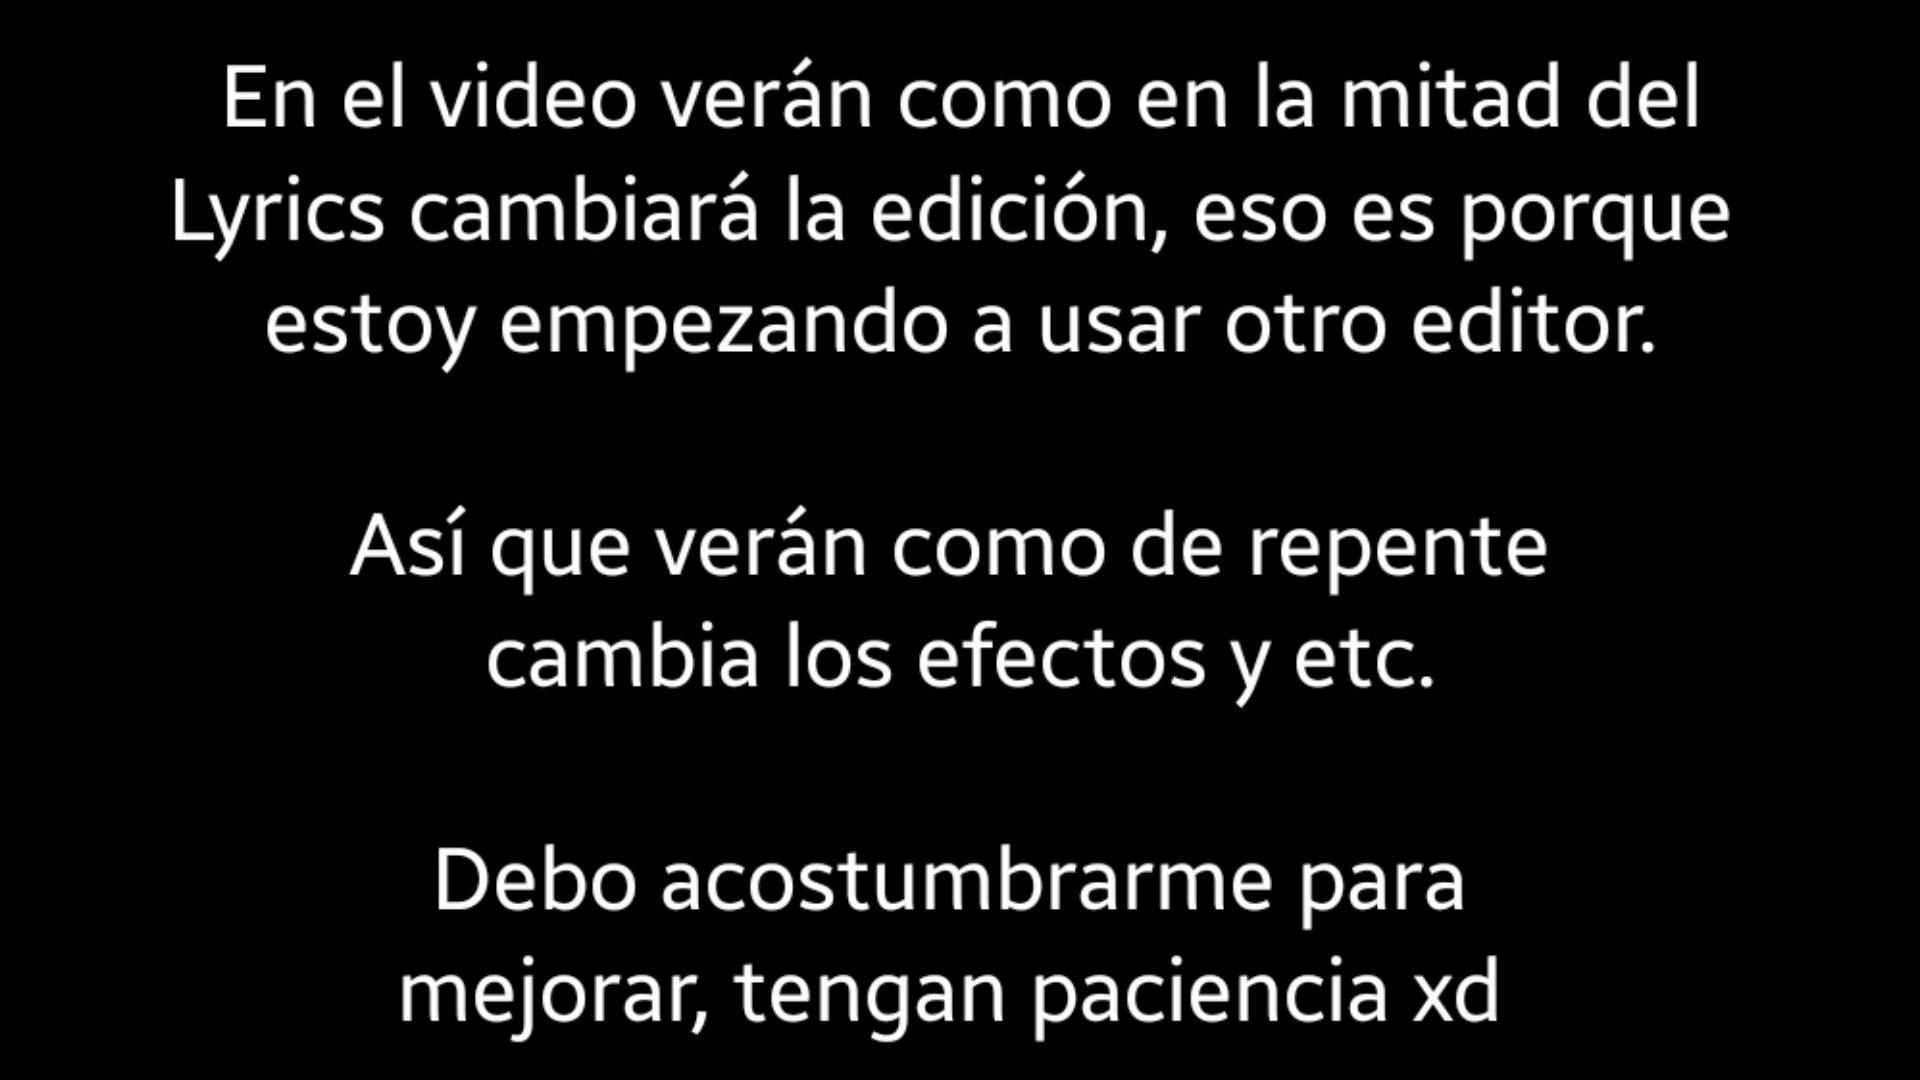 En el video verán como en la mitad del
Lyrics cambiará la edición, eso es porque
estoy empezando a usar otro editor.
Así que verán como de repente
cambia los efectos y etc.
Debo acostumbrarme para
mejorar, tengan paciencia xd